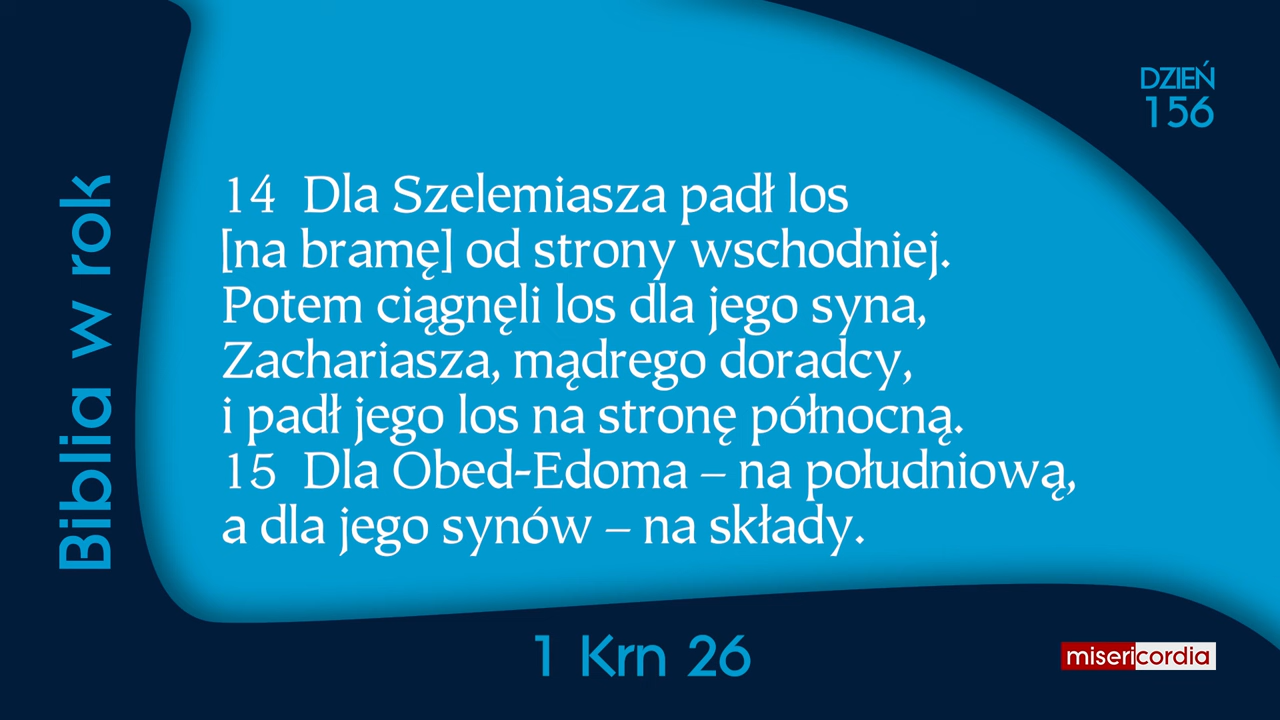 DZIEŃ
156
Biblia w rok
14 Dla Szelemiasza padł los
[na bramę] od strony wschodniej.
Potem ciągnęli los dla jego syna,
Zachariasza, mądrego doradcy,
i padł jego los na stronę północną.
15 Dla Obed-Edoma – na południową,
a dla jego synów – na składy.
1 Krn 26
misericordia